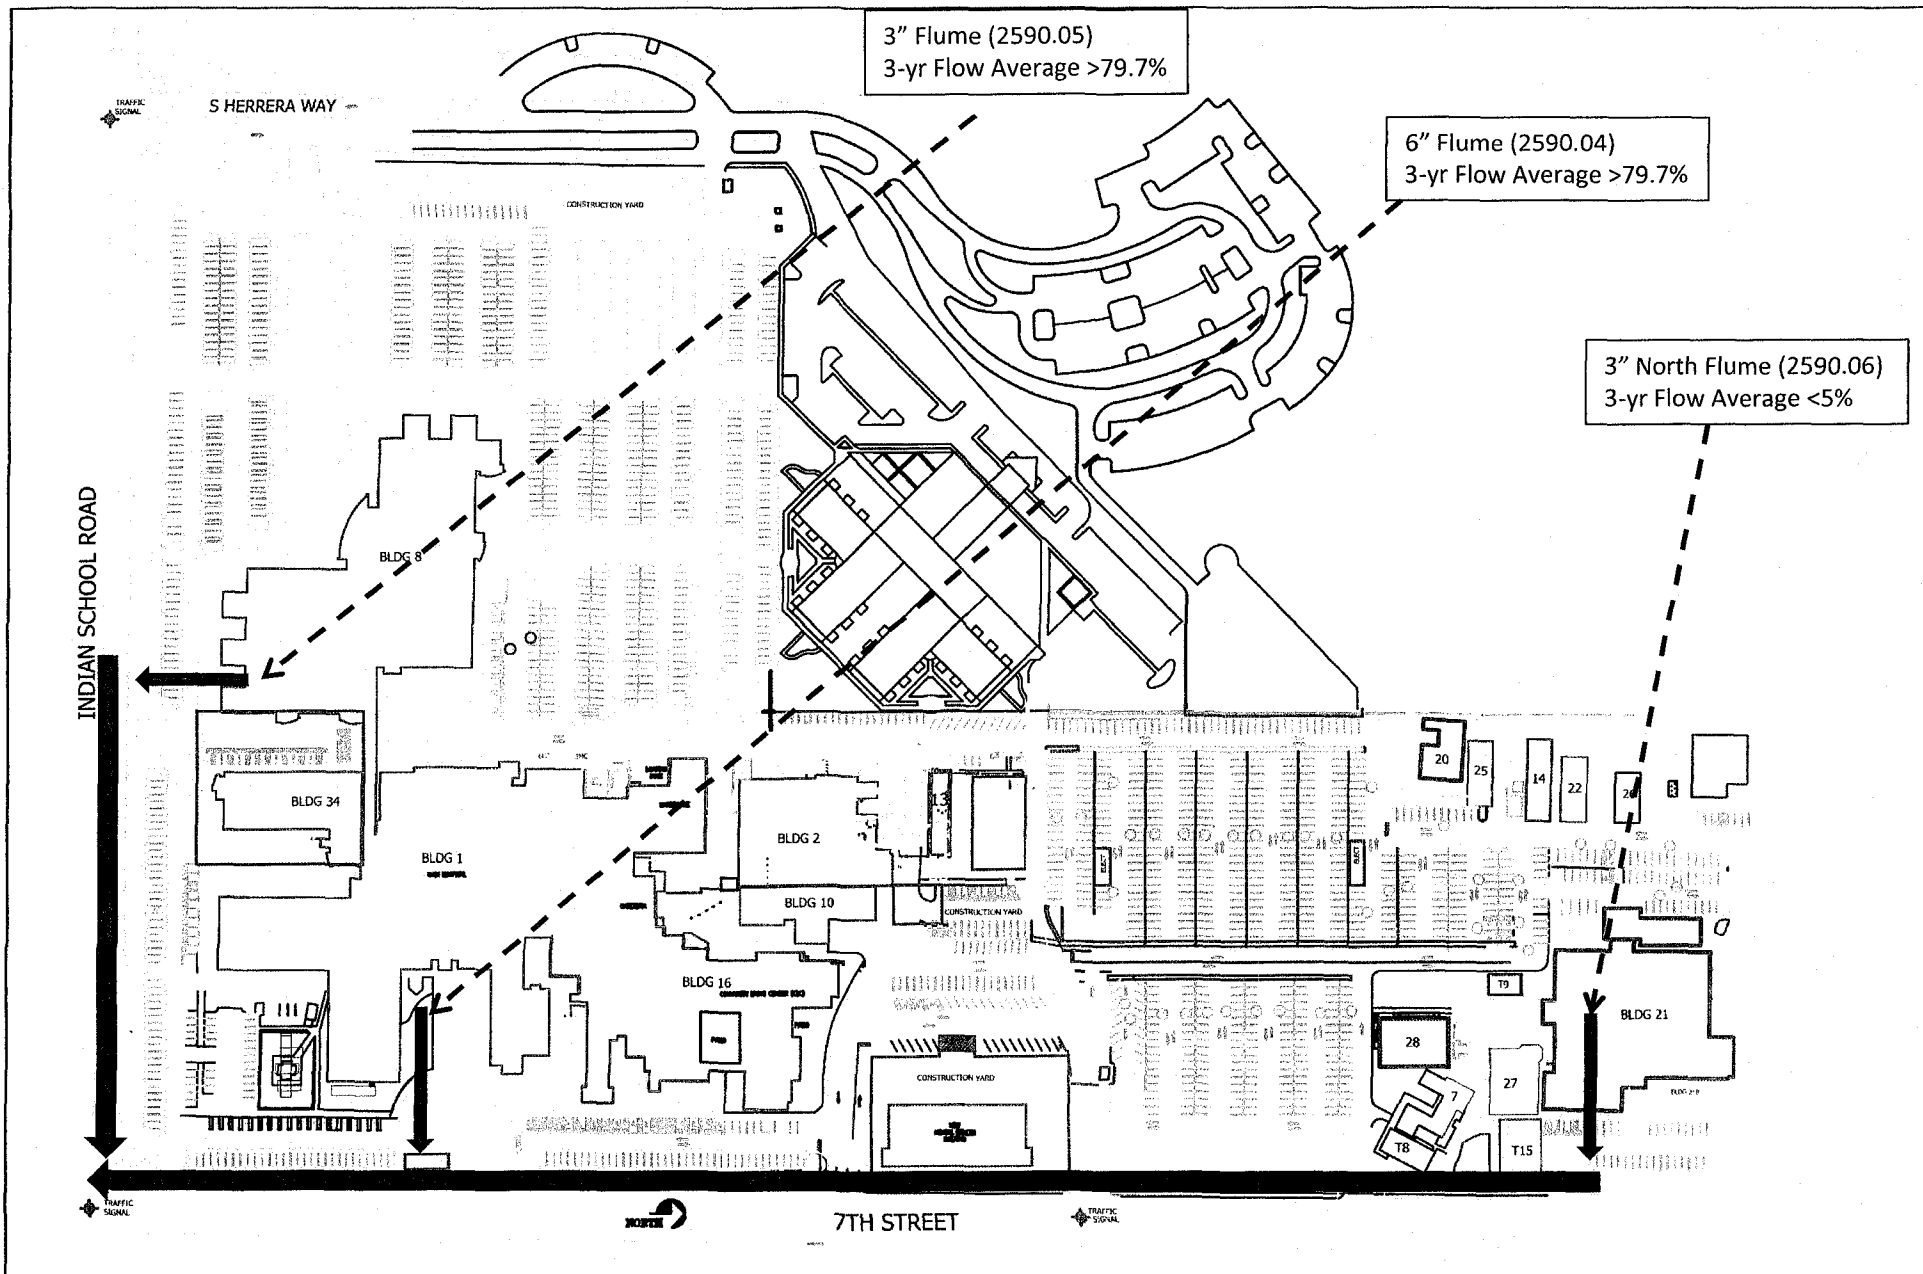 3” Flume (2590.05)
3-yr Flow Average >79.7%
TRAFFIC
SIGNAL
S HERRERA WAY
6” Flume (2590.04)
3-yr Flow Average >79.7%
CONSTRUCTION YARD
3” North Flume (2590.06)
3-yr Flow Average <5%
INDIAN SCHOOL ROAD
BLDG 8
20
25
14
22
BLDG 34
13
BLDG 2
BLDG 1
ELECT
ELECT
BLDG 10
CONSTRUCTION YARD
BLDG 16
T9
BLDG 21
28
CONSTRUCTION YARD
27
7
T8
T15
TRAFFIC
SIGNAL
NORTH
7TH STREET
TRAFFIC
SIGNAL